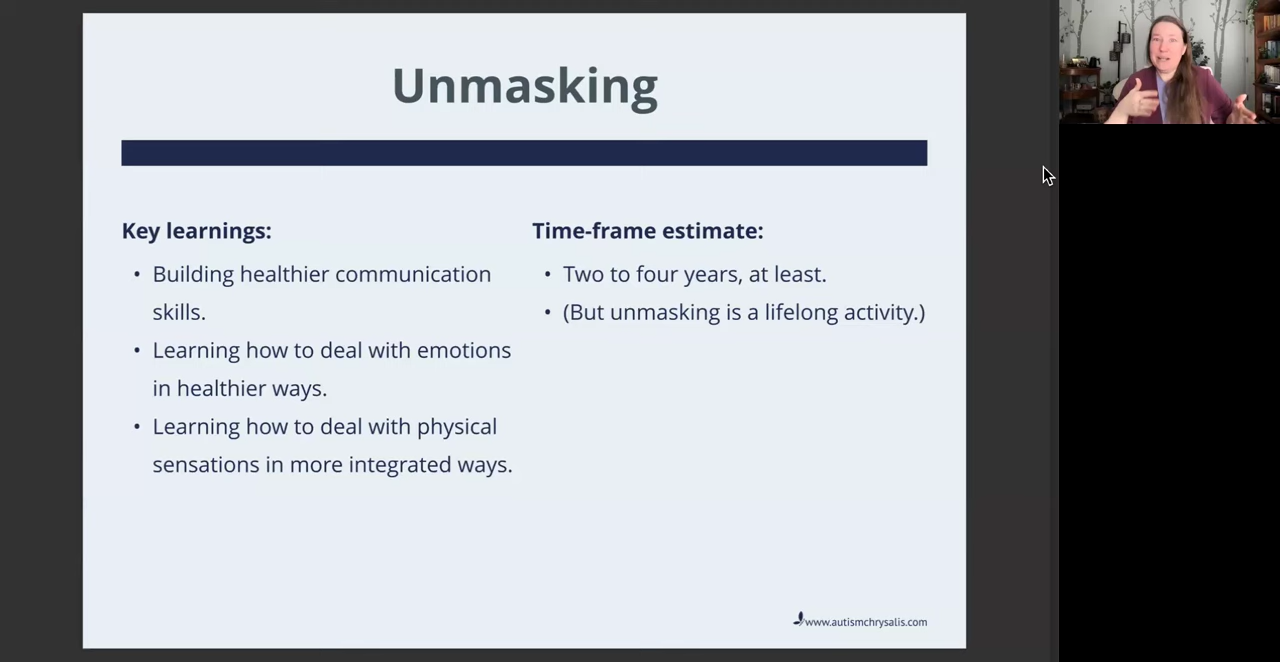 Unmasking
Key learnings:
• Building healthier communication
skills.
• Learning how to deal with emotions
in healthier ways.
• Learning how to deal with physical
sensations in more integrated ways.
Time-frame estimate:
• Two to four years, at least.
• (But unmasking is a lifelong activity.)
www.autismchrysalis.com